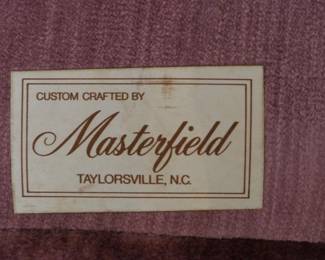 CUSTOM CRAFTED BY
Masterfield
TAYLORSVILLE, N.C.